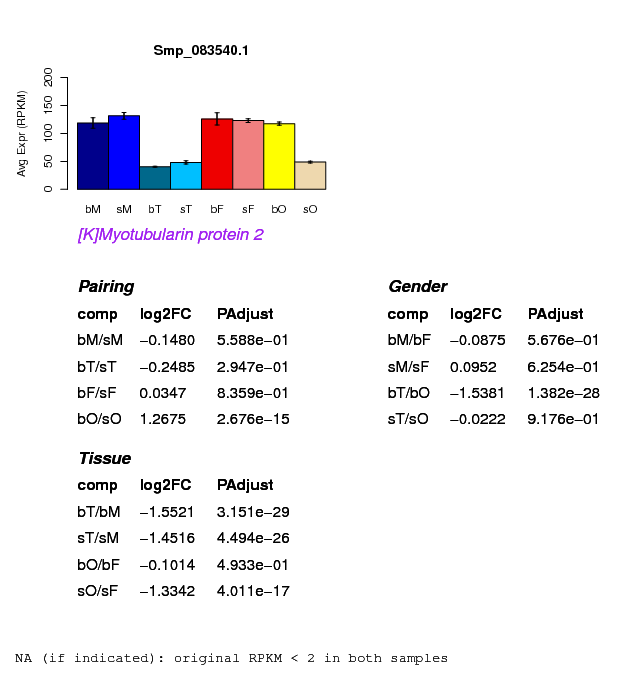 Smp_083540.1
Avg Expr (RPKM)
200
150
100
50
0
bM sM bT sT bF sF bO sO
[K]Myotubularin protein 2
Pairing
comp log2FC PAdjust
bM/sM −0.1480 5.588e−01
bT/sT −0.2485 2.947e−01
bF/sF 0.0347 8.359e−01
bO/sO 1.2675 2.676e−15
Gender
comp log2FC PAdjust
bM/bF −0.0875 5.676e−01
sM/sF 0.0952 6.254e−01
bT/bO −1.5381 1.382e−28
sT/sO −0.0222 9.176e−01
Tissue
comp log2FC PAdjust
bT/bM −1.5521 3.151e−29
sT/sM −1.4516 4.494e−26
bO/bF −0.1014 4.933e−01
sO/sF −1.3342 4.011e−17
NA (if indicated): original RPKM < 2 in both samples